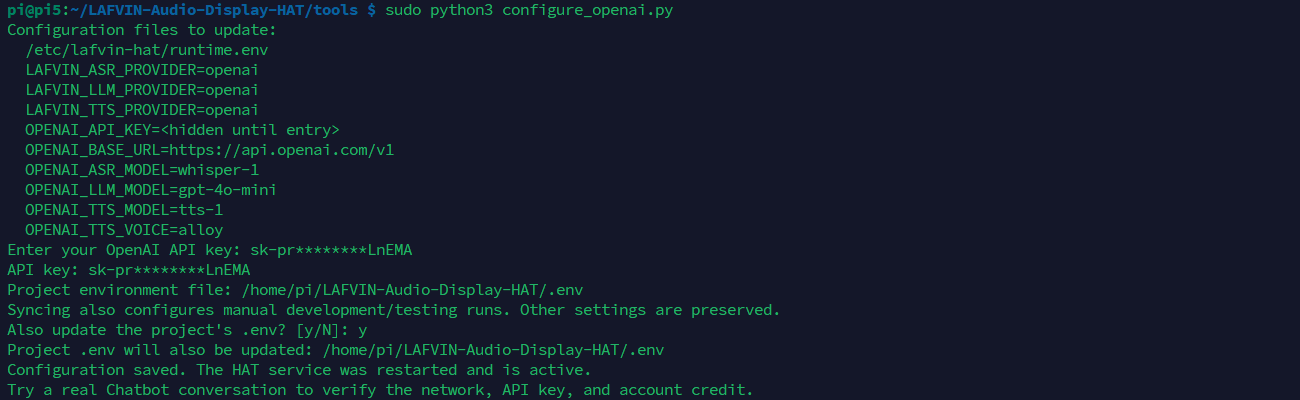 pi@pi5:~/LAFVIN-Audio-Display-HAT/tools $ sudo python3 configure_openai.py
Configuration files to update:
  /etc/lafvin-hat/runtime.env
  LAFVIN_ASR_PROVIDER=openai
  LAFVIN_LLM_PROVIDER=openai
  LAFVIN_TTS_PROVIDER=openai
  OPENAI_API_KEY=<hidden until entry>
  OPENAI_BASE_URL=https://api.openai.com/v1
  OPENAI_ASR_MODEL=whisper-1
  OPENAI_LLM_MODEL=gpt-4o-mini
  OPENAI_TTS_MODEL=tts-1
  OPENAI_TTS_VOICE=alloy
Enter your OpenAI API key: sk-pr********LnEMA
API key: sk-pr********LnEMA
Project environment file: /home/pi/LAFVIN-Audio-Display-HAT/.env
Syncing also configures manual development/testing runs. Other settings are preserved.
Also update the project's .env? [y/N]: y
Project .env will also be updated: /home/pi/LAFVIN-Audio-Display-HAT/.env
Configuration saved. The HAT service was restarted and is active.
Try a real Chatbot conversation to verify the network, API key, and account credit.